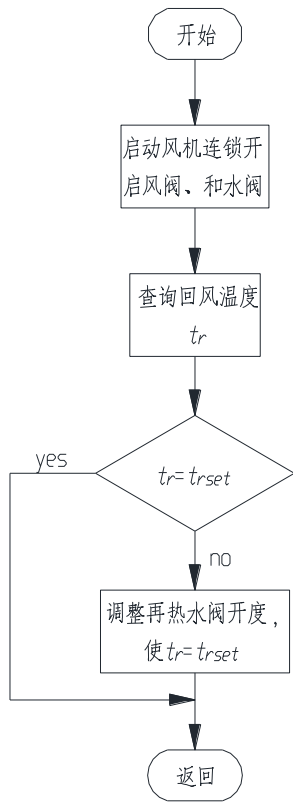 开始
启动风机连锁开
启风阀、和水阀
查询回风温度
tr
yes
tr=trset
no
调整再热水阀开度，
使tr=trset
返回